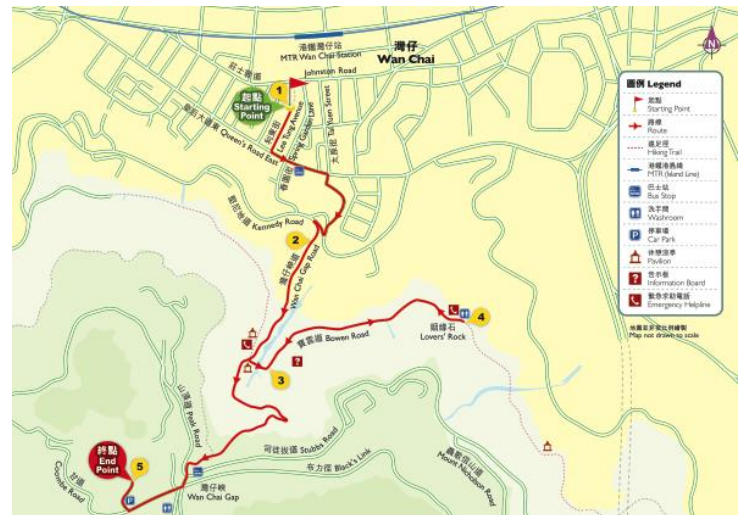 港鐵灣仔站
MTR Wan Chai Station
灣仔
Wan Chai
莊士敦道
Johnston Road
1
起點
Starting
Point
利東街
Lee Tung Avenue
春園街
Spring Garden Lane
太原街 Tai Yuen Street
皇后大道東 Queen's Road East
堅尼地道 Kennedy Road
2
灣仔峽道
Wan Chai Gap Road
4
姻緣石
Lovers' Rock
寶雲道 Bowen Road
3
山頂道 Peak Road
司徒拔道 Stubbs Road
布力徑 Black's Link
聶歌信山道
Mount Nicholson Road
終點
End
Point
5
甘道
Coombe Road
灣仔峽
Wan Chai Gap
P
?
N
圖例 Legend
起點
Starting Point
路線
Route
遠足徑
Hiking Trail
港鐵港島綫
MTR (Island Line)
巴士站
Bus Stop
洗手間
Washroom
P
停車場
Car Park
休憩涼亭
Pavilion
?
告示板
Information Board
緊急求助電話
Emergency Helpline
地圖並非按比例繪製
Map not drawn to scale